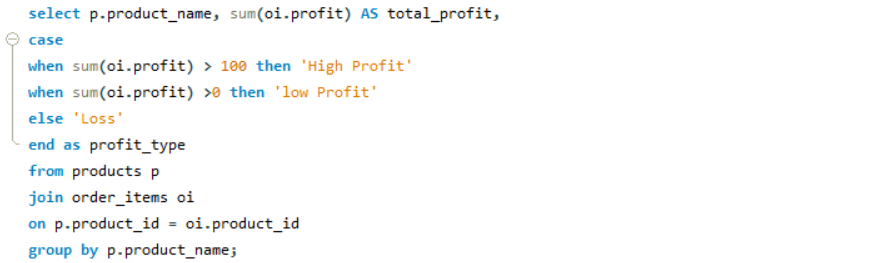 select p.product_name, sum(oi.profit) AS total_profit,
case
when sum(oi.profit) > 100 then 'High Profit'
when sum(oi.profit) >0 then 'low Profit'
else 'Loss'
end as profit_type
from products p
join order_items oi
on p.product_id = oi.product_id
group by p.product_name;